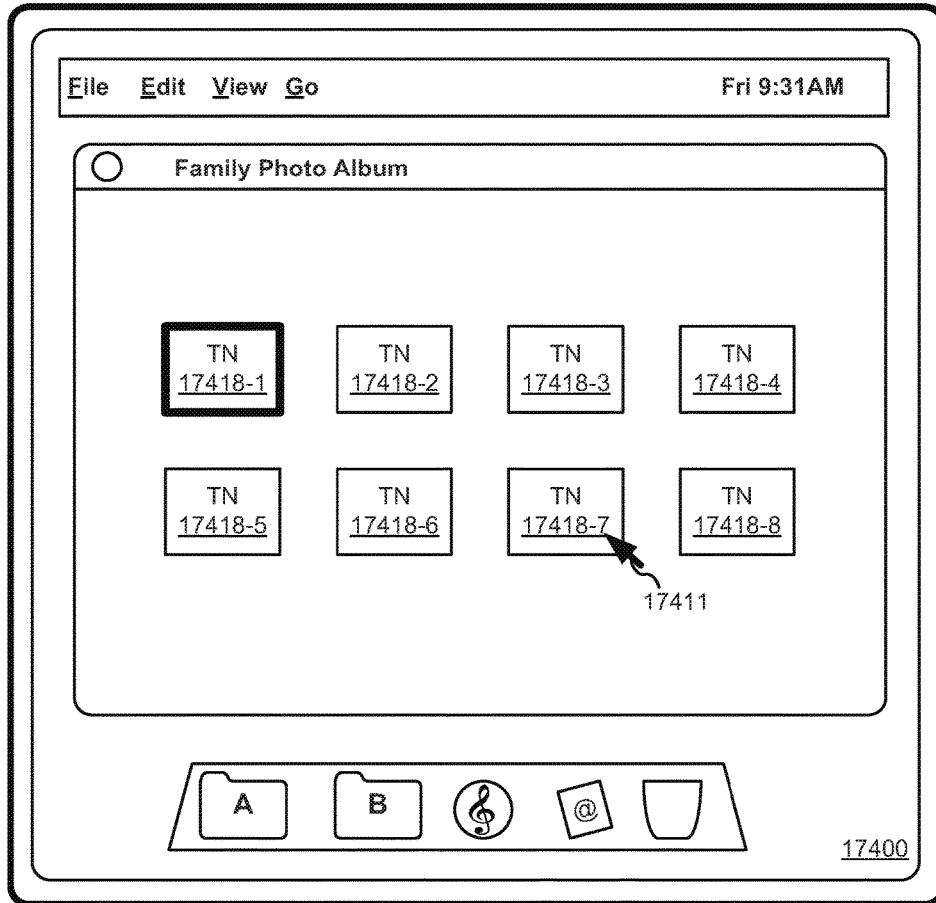 File Edit View Go Fri 9:31AM
Family Photo Album
TN TN TN TN
17418-1 17418-2 17418-3 17418-4
TN TN TN TN
17418-5 17418-6 17418-7 17418-8
17411
A B @
17400